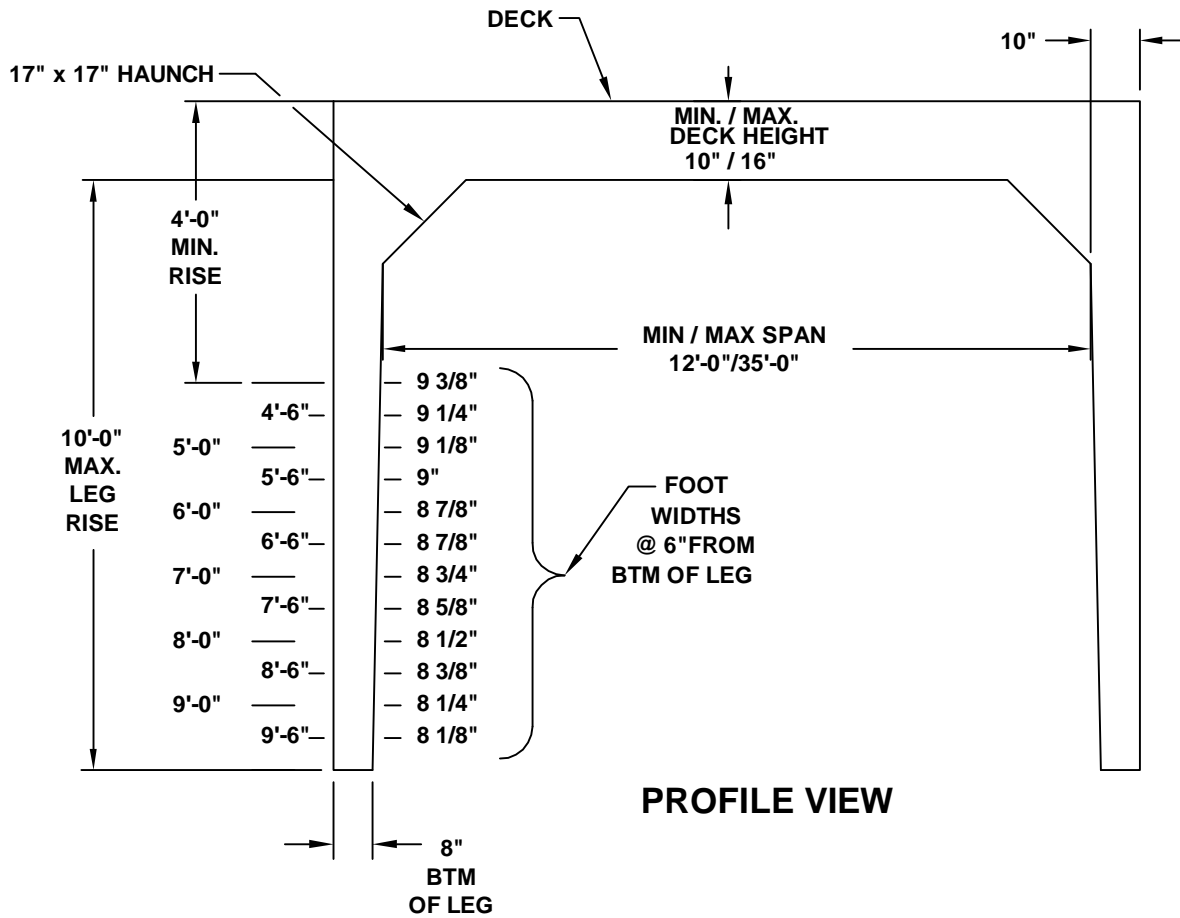 DECK
10"
17" x 17" HAUNCH
MIN. / MAX.
DECK HEIGHT
10" / 16"
4'-0"
MIN.
RISE
MIN / MAX SPAN
12'-0"/35'-0"
9 3/8"
4'-6"
9 1/4"
10'-0"
MAX.
LEG
RISE
5'-0"
9 1/8"
5'-6"
9"
6'-0"
8 7/8"
6'-6"
8 7/8"
7'-0"
8 3/4"
7'-6"
8 5/8"
8'-0"
8 1/2"
8'-6"
8 3/8"
9'-0"
8 1/4"
9'-6"
8 1/8"
FOOT
WIDTHS
@ 6"FROM
BTM OF LEG
PROFILE VIEW
8"
BTM
OF LEG